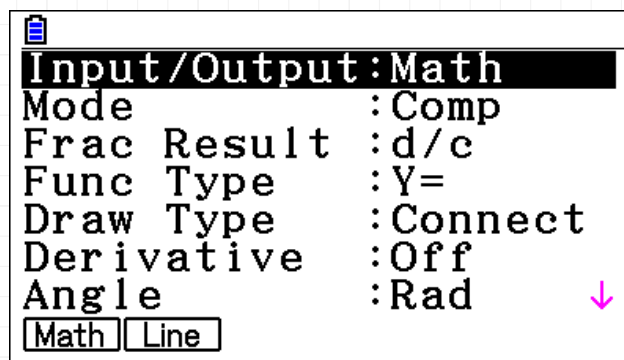 Input/Output:Math
Mode :Comp
Frac Result :d/c
Func Type :Y=
Draw Type :Connect
Derivative :Off
Angle :Rad ↓
Math Line